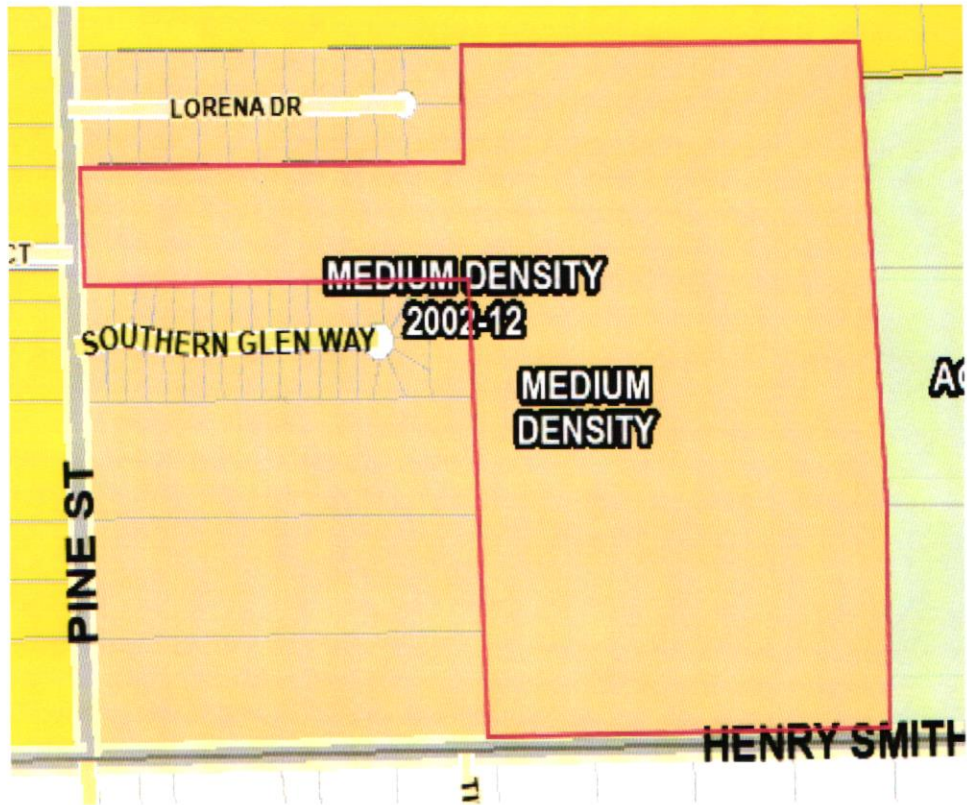 LORENA DR
CT
MEDIUM DENSITY
2002-12
SOUTHERN GLEN WAY
MEDIUM
DENSITY
PINE ST
HENRY SMITH